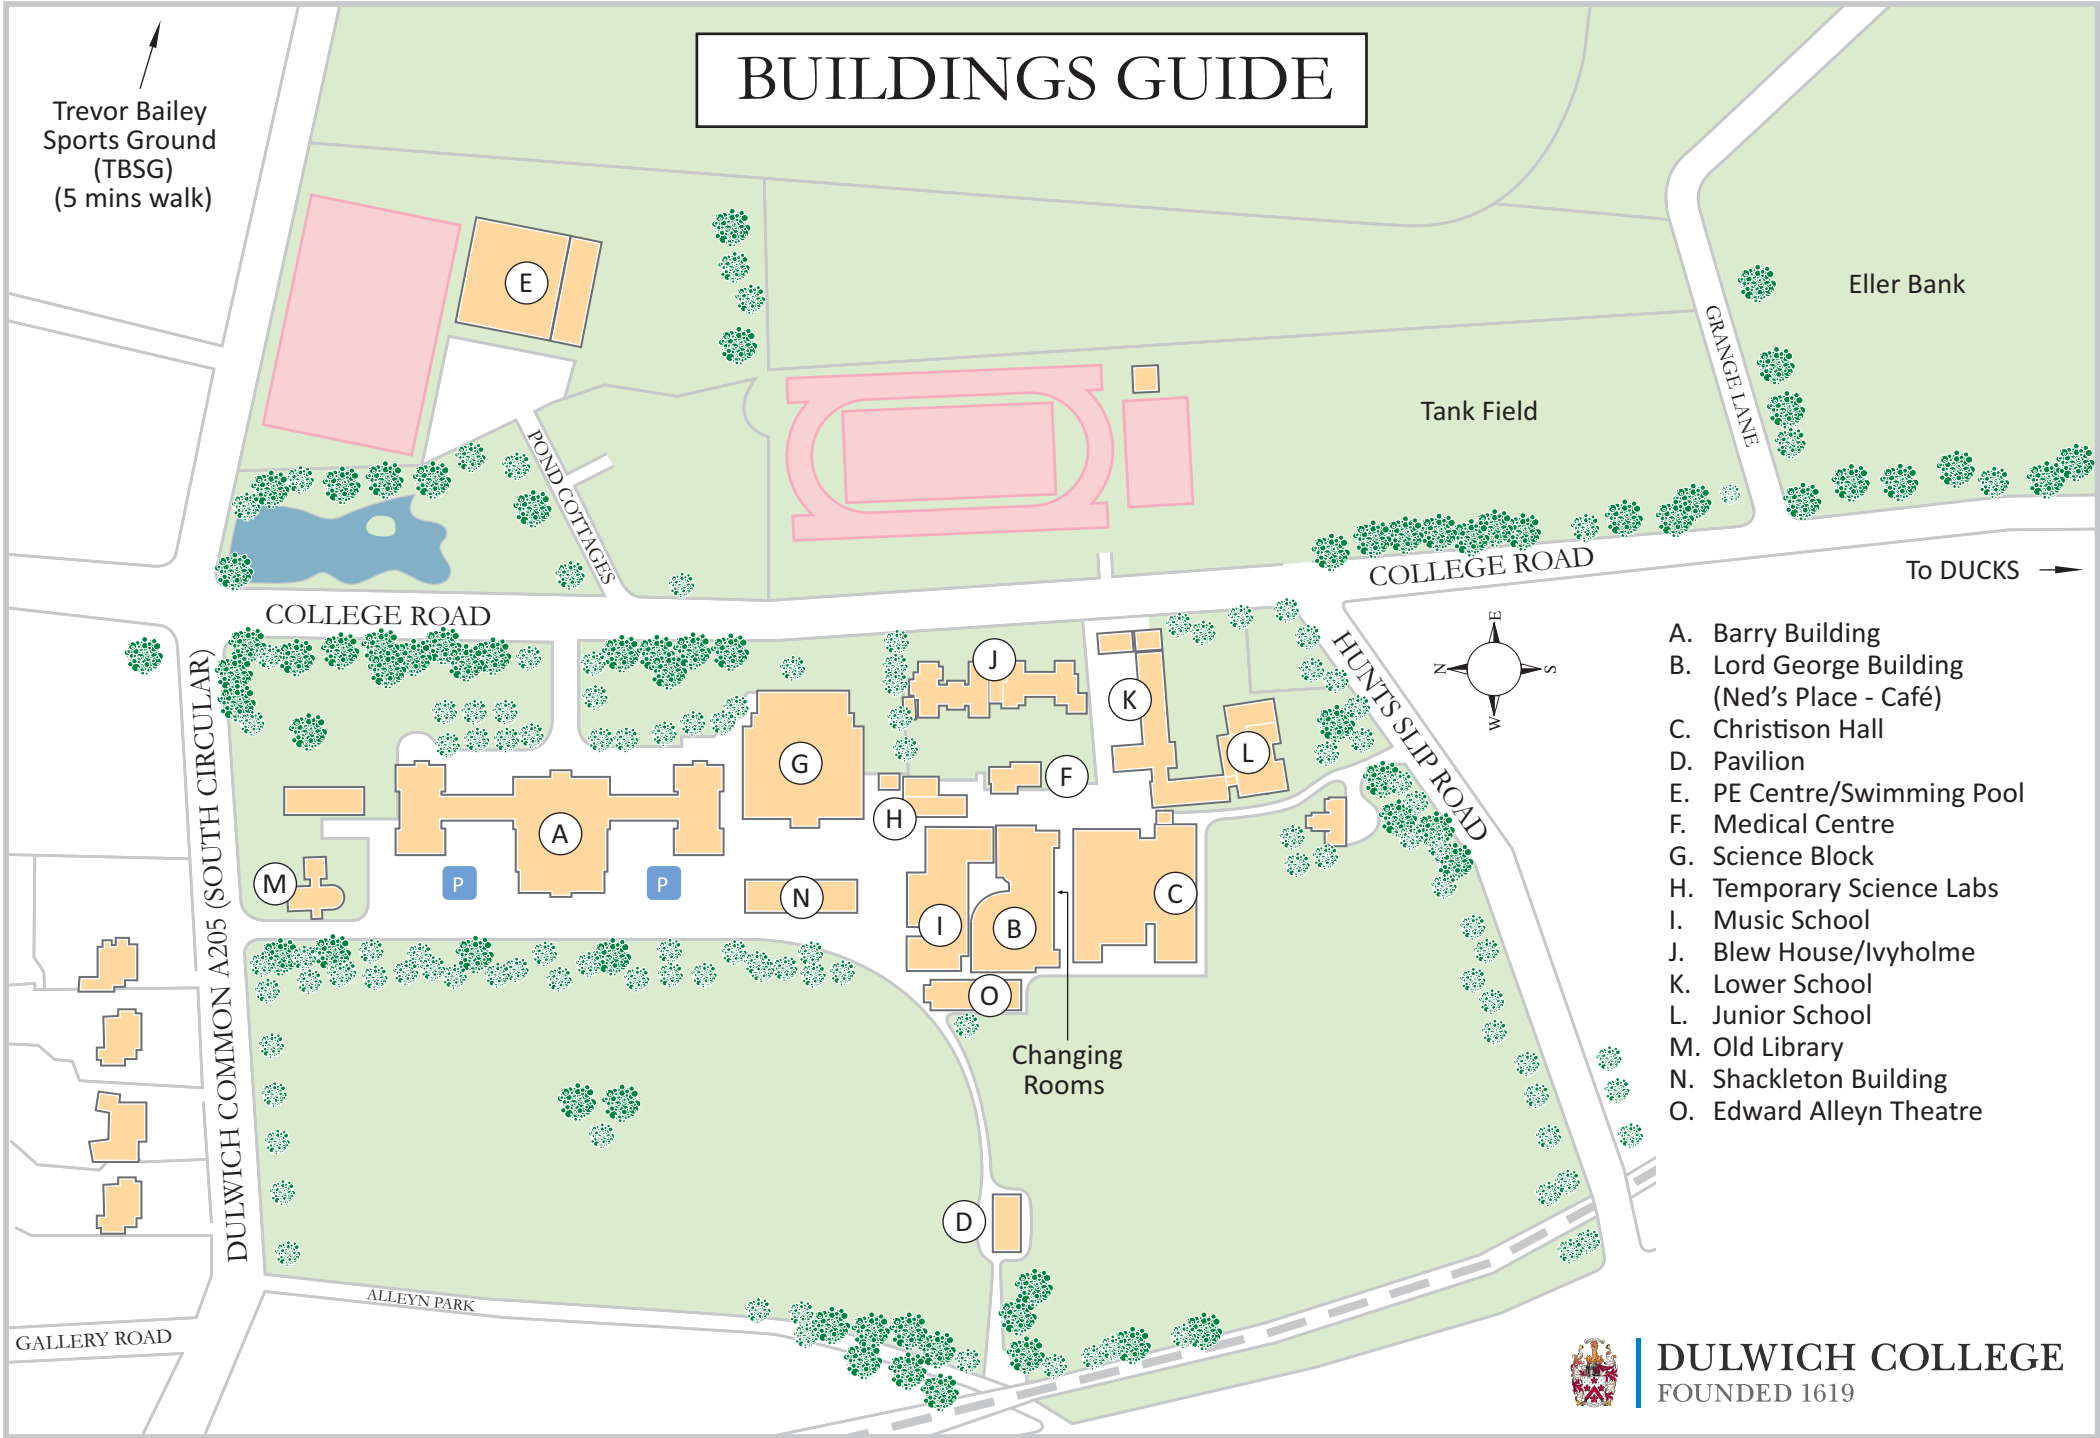 BUILDINGS GUIDE
Trevor Bailey
Sports Ground
(TBSG)
(5 mins walk)
E
Eller Bank
GRANGE LANE
Tank Field
POND COTTAGES
COLLEGE ROAD
COLLEGE ROAD
To DUCKS
HUNTS SLIP ROAD
E
N
S
W
DULWICH COMMON A205 (SOUTH CIRCULAR)
J
K
L
G
F
H
A
M
P
P
N
C
I
B
O
Changing
Rooms
D
ALLEYN PARK
GALLERY ROAD
A. Barry Building
B. Lord George Building
(Ned's Place - Café)
C. Christison Hall
D. Pavilion
E. PE Centre/Swimming Pool
F. Medical Centre
G. Science Block
H. Temporary Science Labs
I. Music School
J. Blew House/Ivyholme
K. Lower School
L. Junior School
M. Old Library
N. Shackleton Building
O. Edward Alleyn Theatre
DULWICH COLLEGE
FOUNDED 1619